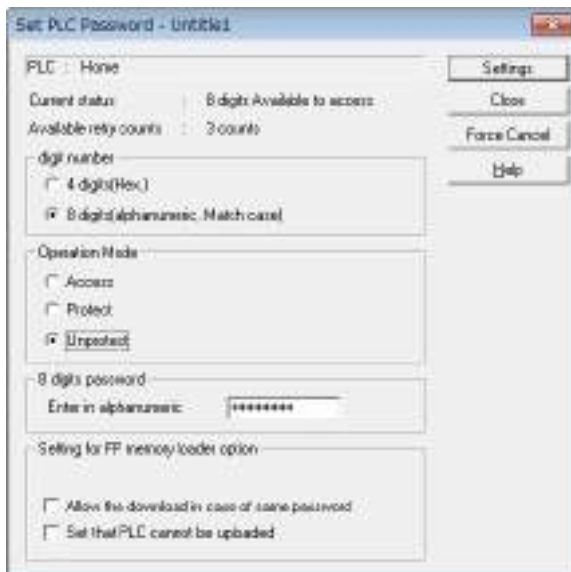 Set PLC Password - Untitle1
PLC : Home
Settings
Current status : 8 digits Available to access
Close
Available retry counts : 3 counts
Force Cancel
digit number
Help
4 digits(Hex.)
8 digits(alphanumeric, Match case)
Operation Mode
Access
Protect
Unprotect
8 digits password
Enter in alphanumeric ********
Setting for FP memory loader option
Allow the download in case of same password
Set that PLC cannot be uploaded